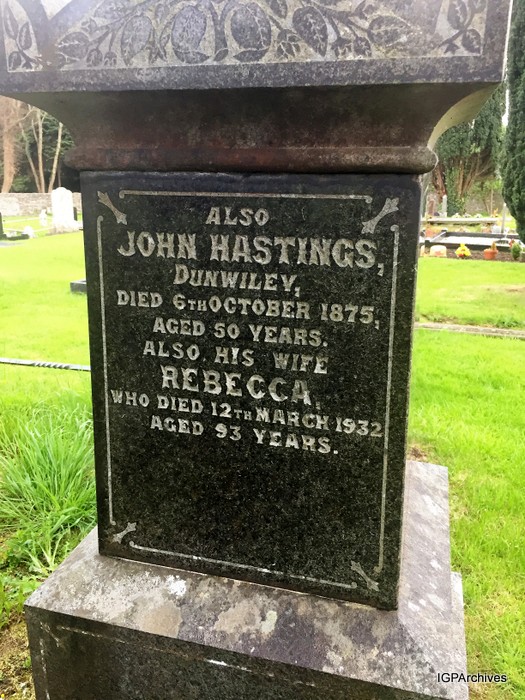 ALSO
JOHN HASTINGS,
DUNWILEY,
DIED 6TH OCTOBER 1875,
AGED 50 YEARS.
ALSO HIS WIFE
REBECCA
WHO DIED 12TH MARCH 1932
AGED 93 YEARS.
IGPArchives